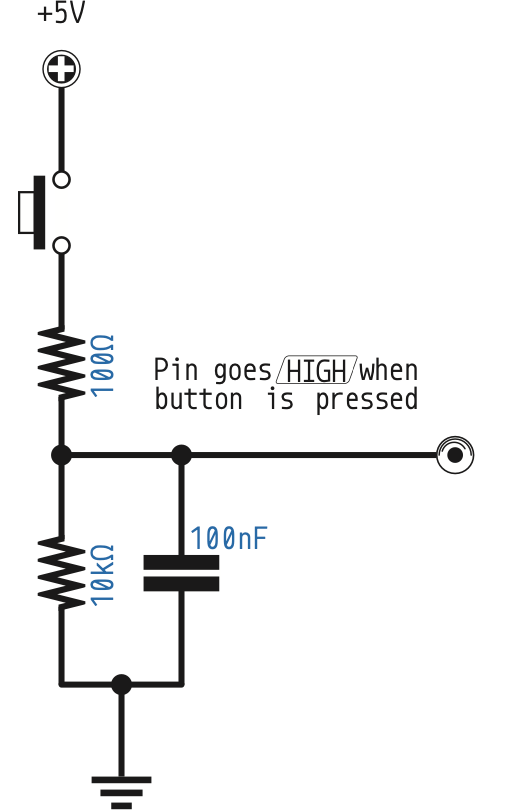 +5V
100Ω
Pin goes HIGH when
button is pressed
100nF
10kΩ